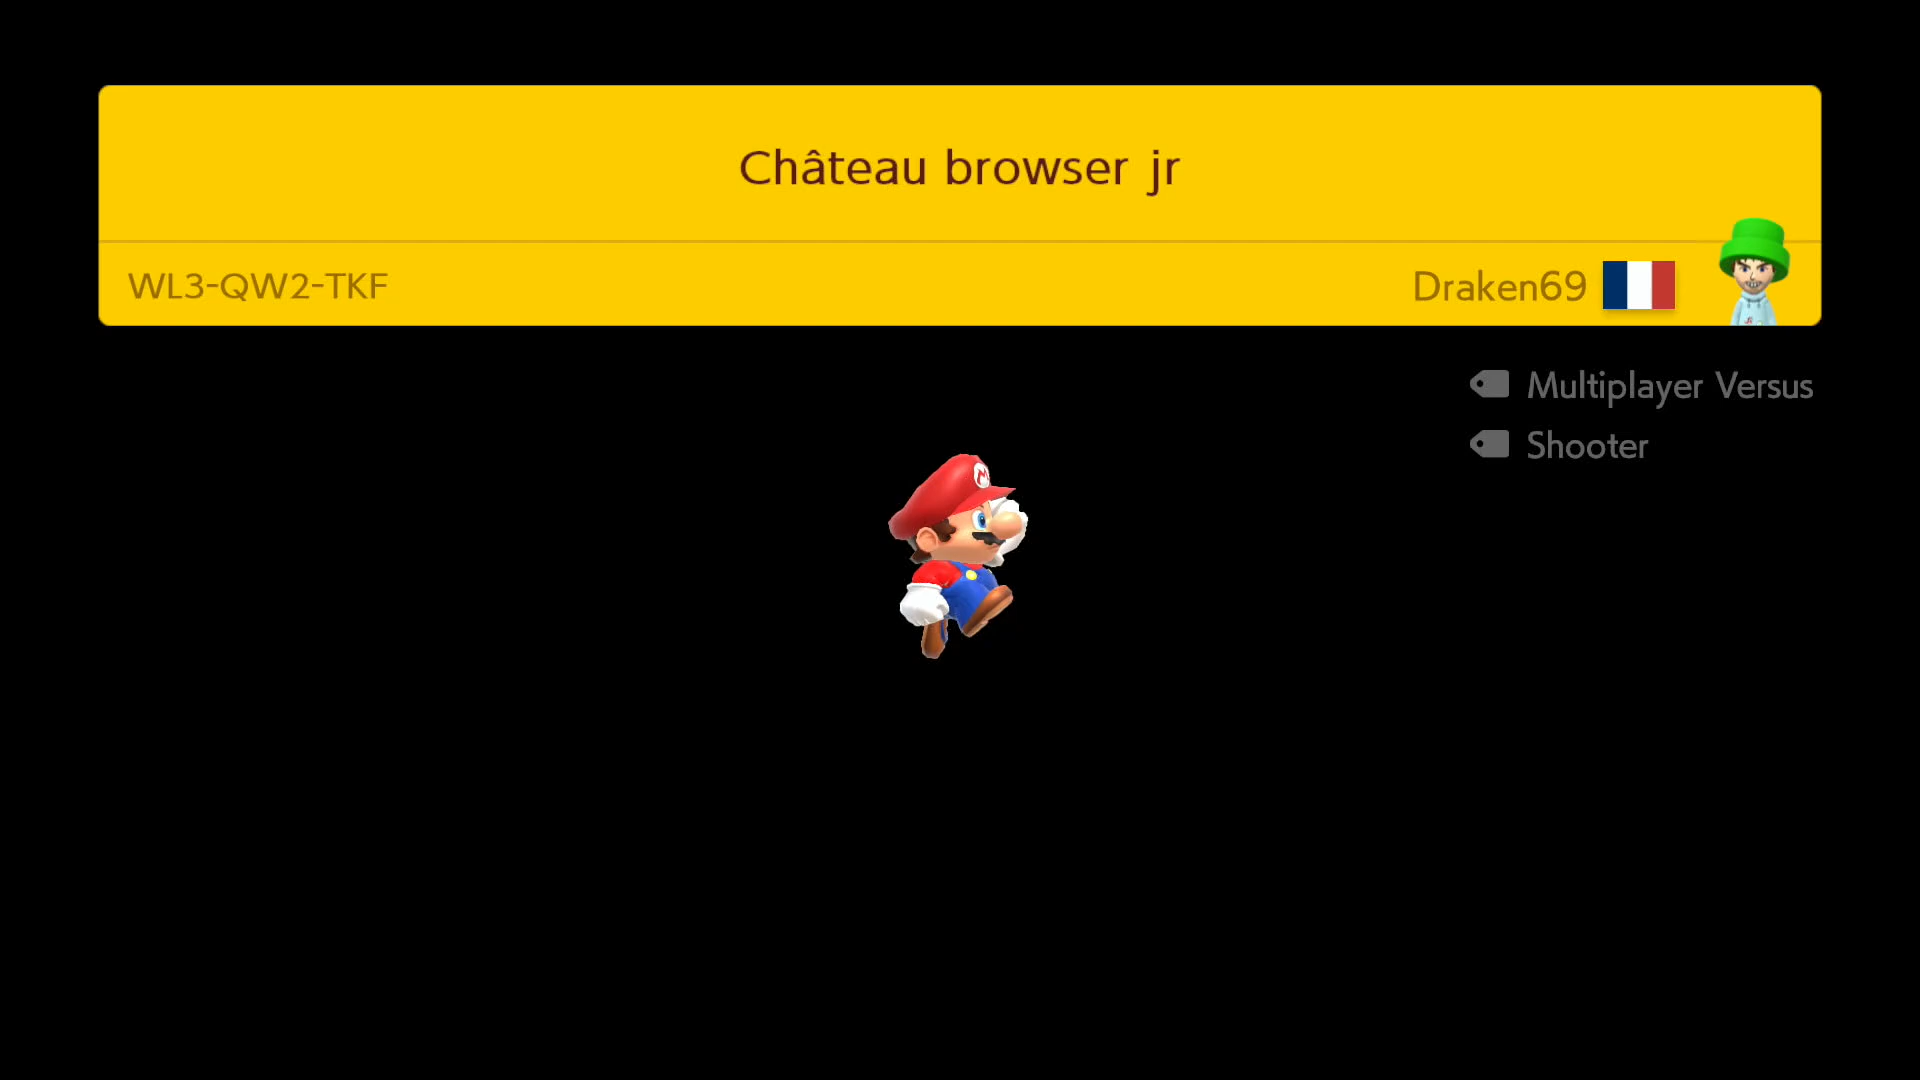 Château browser jr
WL3-QW2-TKF
Draken69
Multiplayer Versus
Shooter